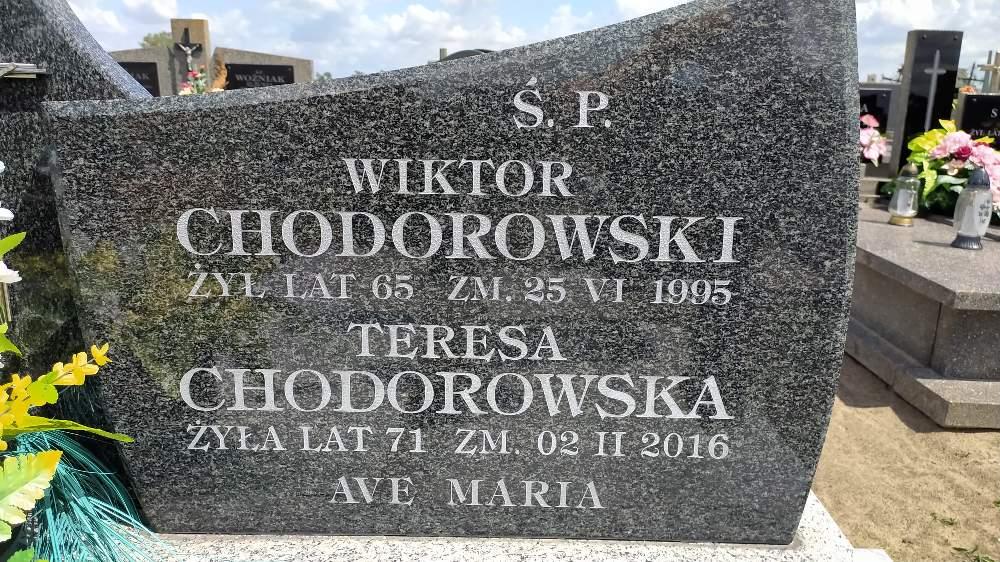 WOŹNIAK
Ś. P.
WIKTOR
CHODOROWSKI
ŻYŁ LAT 65 ZM. 25 VI 1995
TERESA
CHODOROWSKA
ŻYŁA LAT 71 ZM. 02 II 2016
AVE MARIA